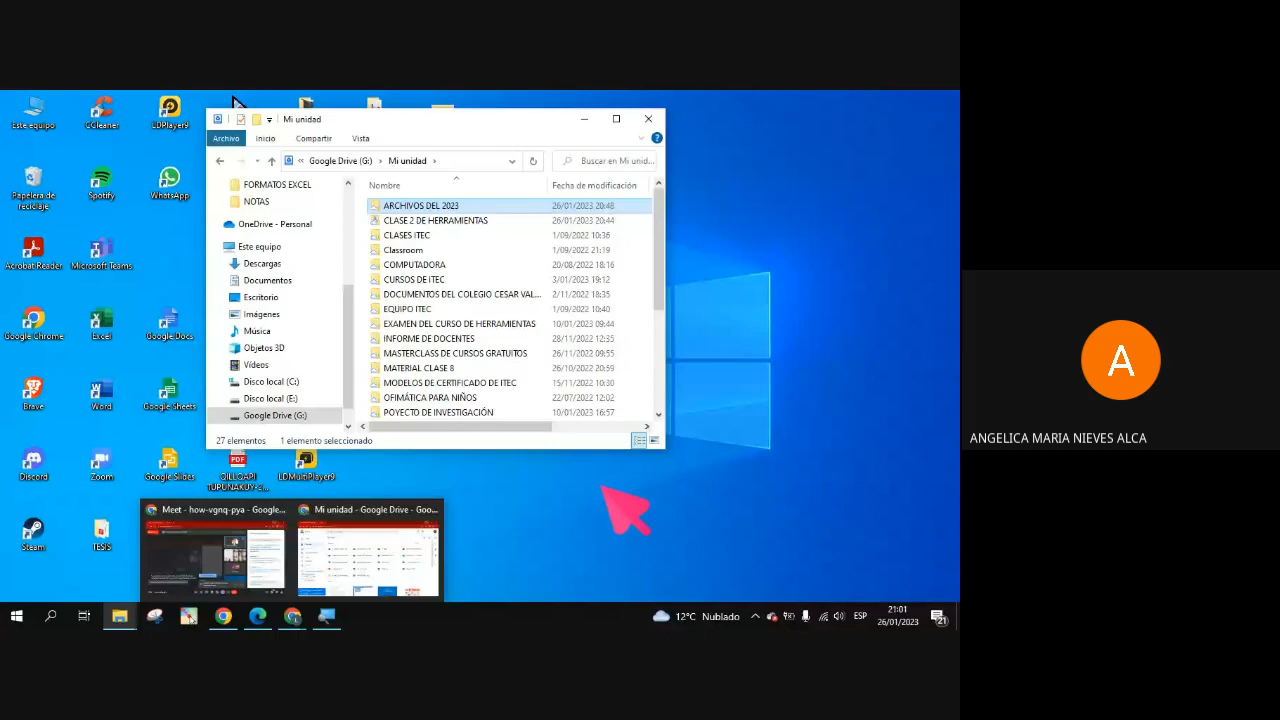 Mi unidad
Archivo Inicio Compartir Vista
Google Drive (G:) Mi unidad
Buscar en Mi unid...
Nombre Fecha de modificación
FORMATOS EXCEL
NOTAS
OneDrive - Personal
Este equipo
Descargas
Documentos
Escritorio
Imágenes
Música
Objetos 3D
Vídeos
Disco local (C:)
Disco local (E:)
Google Drive (G:)
ARCHIVOS DEL 2023 26/01/2023 20:48
CLASE 2 DE HERRAMIENTAS 26/01/2023 20:44
CLASES ITEC 1/09/2022 10:36
Classroom 1/09/2022 21:19
COMPUTADORA 20/08/2022 18:16
CURSOS DE ITEC 3/01/2023 19:12
DOCUMENTOS DEL COLEGIO CESAR VAL... 2/11/2022 18:35
EQUIPO ITEC 1/09/2022 10:40
EXAMEN DEL CURSO DE HERRAMIENTAS 10/01/2023 09:44
INFORME DE DOCENTES 28/11/2022 12:35
MASTERCLASS DE CURSOS GRATUITOS 26/11/2022 09:55
MATERIAL CLASE 8 26/10/2022 20:59
MODELOS DE CERTIFICADO DE ITEC 15/11/2022 10:30
OFIMÁTICA PARA NIÑOS 22/07/2022 12:02
POYECTO DE INVESTIGACIÓN 10/01/2023 16:57
27 elementos 1 elemento seleccionado
Este equipo CCleaner LDPlayer9
Papelera de reciclaje Spotify WhatsApp
Acrobat Reader Microsoft Teams
Google Chrome Excel Google Docs
Brave Word Google Sheets
Discord Zoom Google Slides
PDF
QILLQAPI TUPUNAKUY-2...
LDMultiPlayer9
Steam TESIS
Meet - how-vgnq-pya - Google...
Mi unidad - Google Drive - Goo...
12°C Nublado
ESP
21:01
26/01/2023
21
A
ANGELICA MARIA NIEVES ALCA